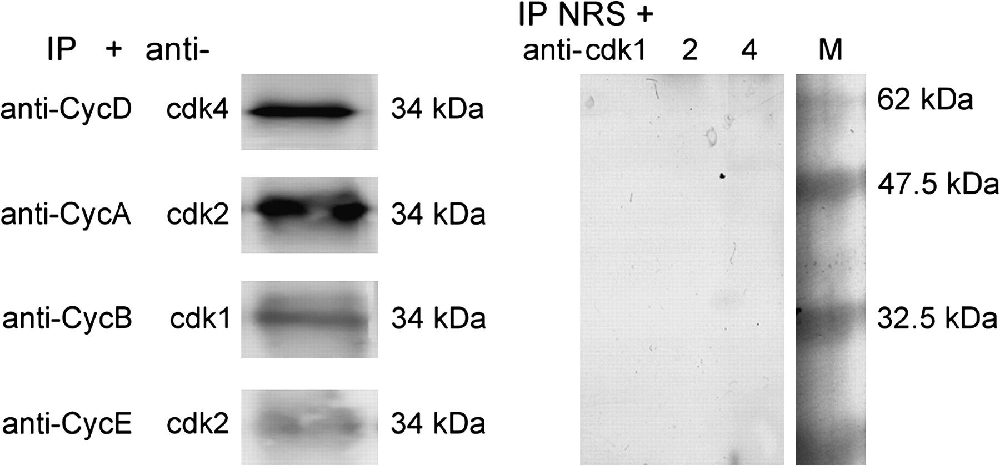 IP + anti-
anti-CycD cdk4 34 kDa
anti-CycA cdk2 34 kDa
anti-CycB cdk1 34 kDa
anti-CycE cdk2 34 kDa
IP NRS +
anti-cdk1 2 4 M
62 kDa
47.5 kDa
32.5 kDa